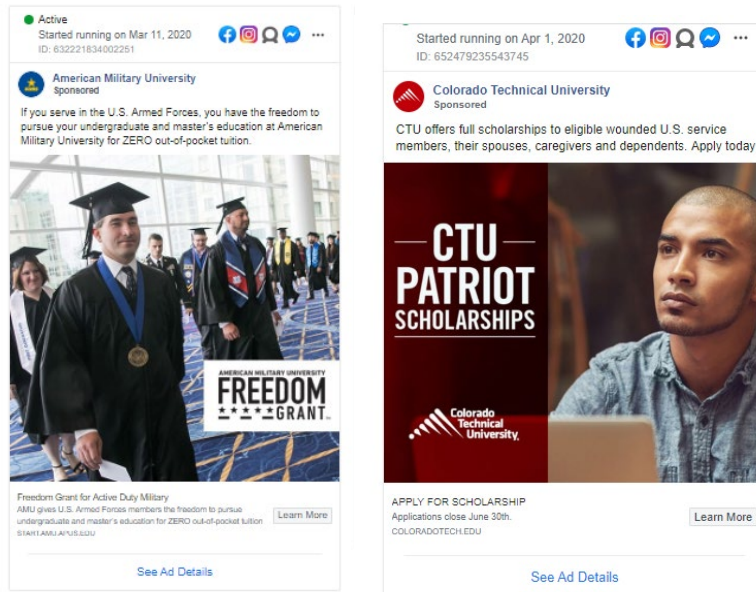 Active
Started running on Mar 11, 2020
ID: 632221834002251
American Military University
Sponsored
If you serve in the U.S. Armed Forces, you have the freedom to
pursue your undergraduate and master's education at American
Military University for ZERO out-of-pocket tuition.
AMERICAN MILITARY UNIVERSITY
FREEDOM
GRANT
Freedom Grant for Active Duty Military
AMU gives U.S. Armed Forces members the freedom to pursue
undergraduate and master's education for ZERO out-of-pocket tuition
START.AMU.APUS.EDU
Learn More
See Ad Details
Started running on Apr 1, 2020
ID: 652479235543745
Colorado Technical University
Sponsored
CTU offers full scholarships to eligible wounded U.S. service
members, their spouses, caregivers and dependents. Apply today
CTU
PATRIOT
SCHOLARSHIPS
Colorado
Technical
University
APPLY FOR SCHOLARSHIP
Applications close June 30th.
COLORADOTECH.EDU
Learn More
See Ad Details